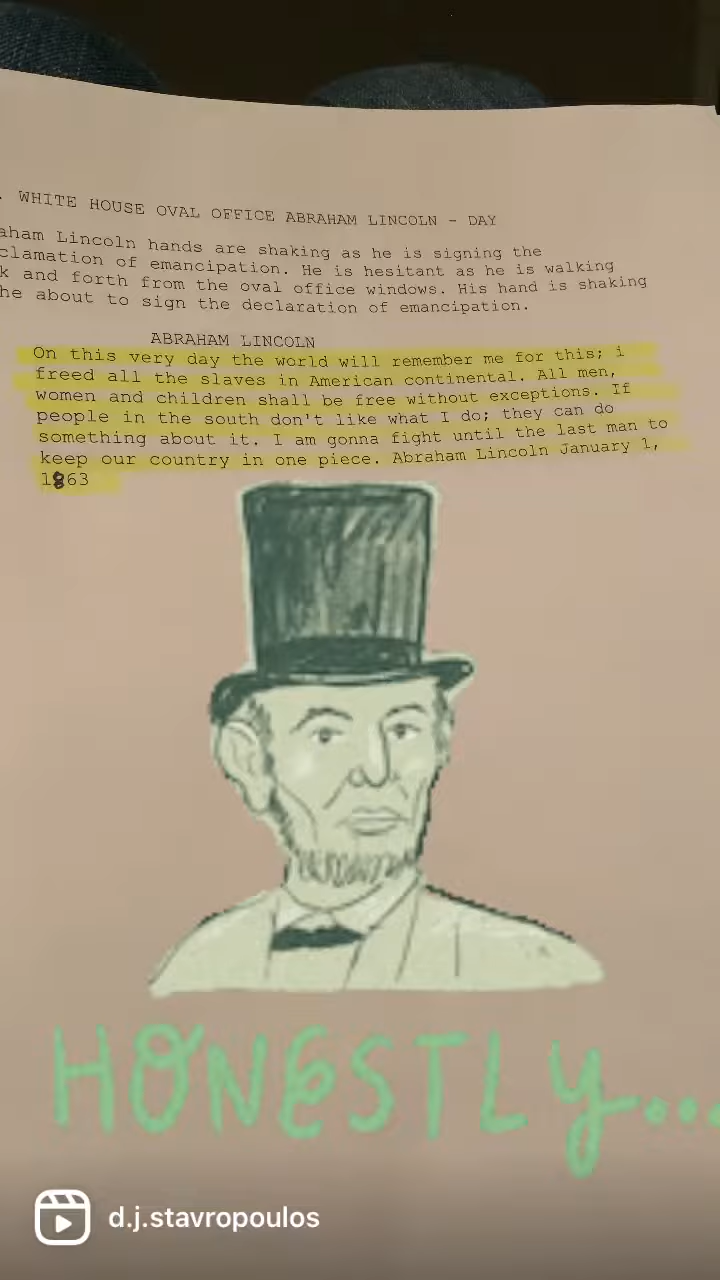 . WHITE HOUSE OVAL OFFICE ABRAHAM LINCOLN - DAY
aham Lincoln hands are shaking as he is signing the
clamation of emancipation. He is hesitant as he is walking
k and forth from the oval office windows. His hand is shaking
he about to sign the declaration of emancipation.
ABRAHAM LINCOLN
On this very day the world will remember me for this; i
freed all the slaves in American continental. All men,
women and children shall be free without exceptions. If
people in the south don't like what I do; they can do
something about it. I am gonna fight until the last man to
keep our country in one piece. Abraham Lincoln January 1,
1863
HONESTLY...
d.j.stavropoulos